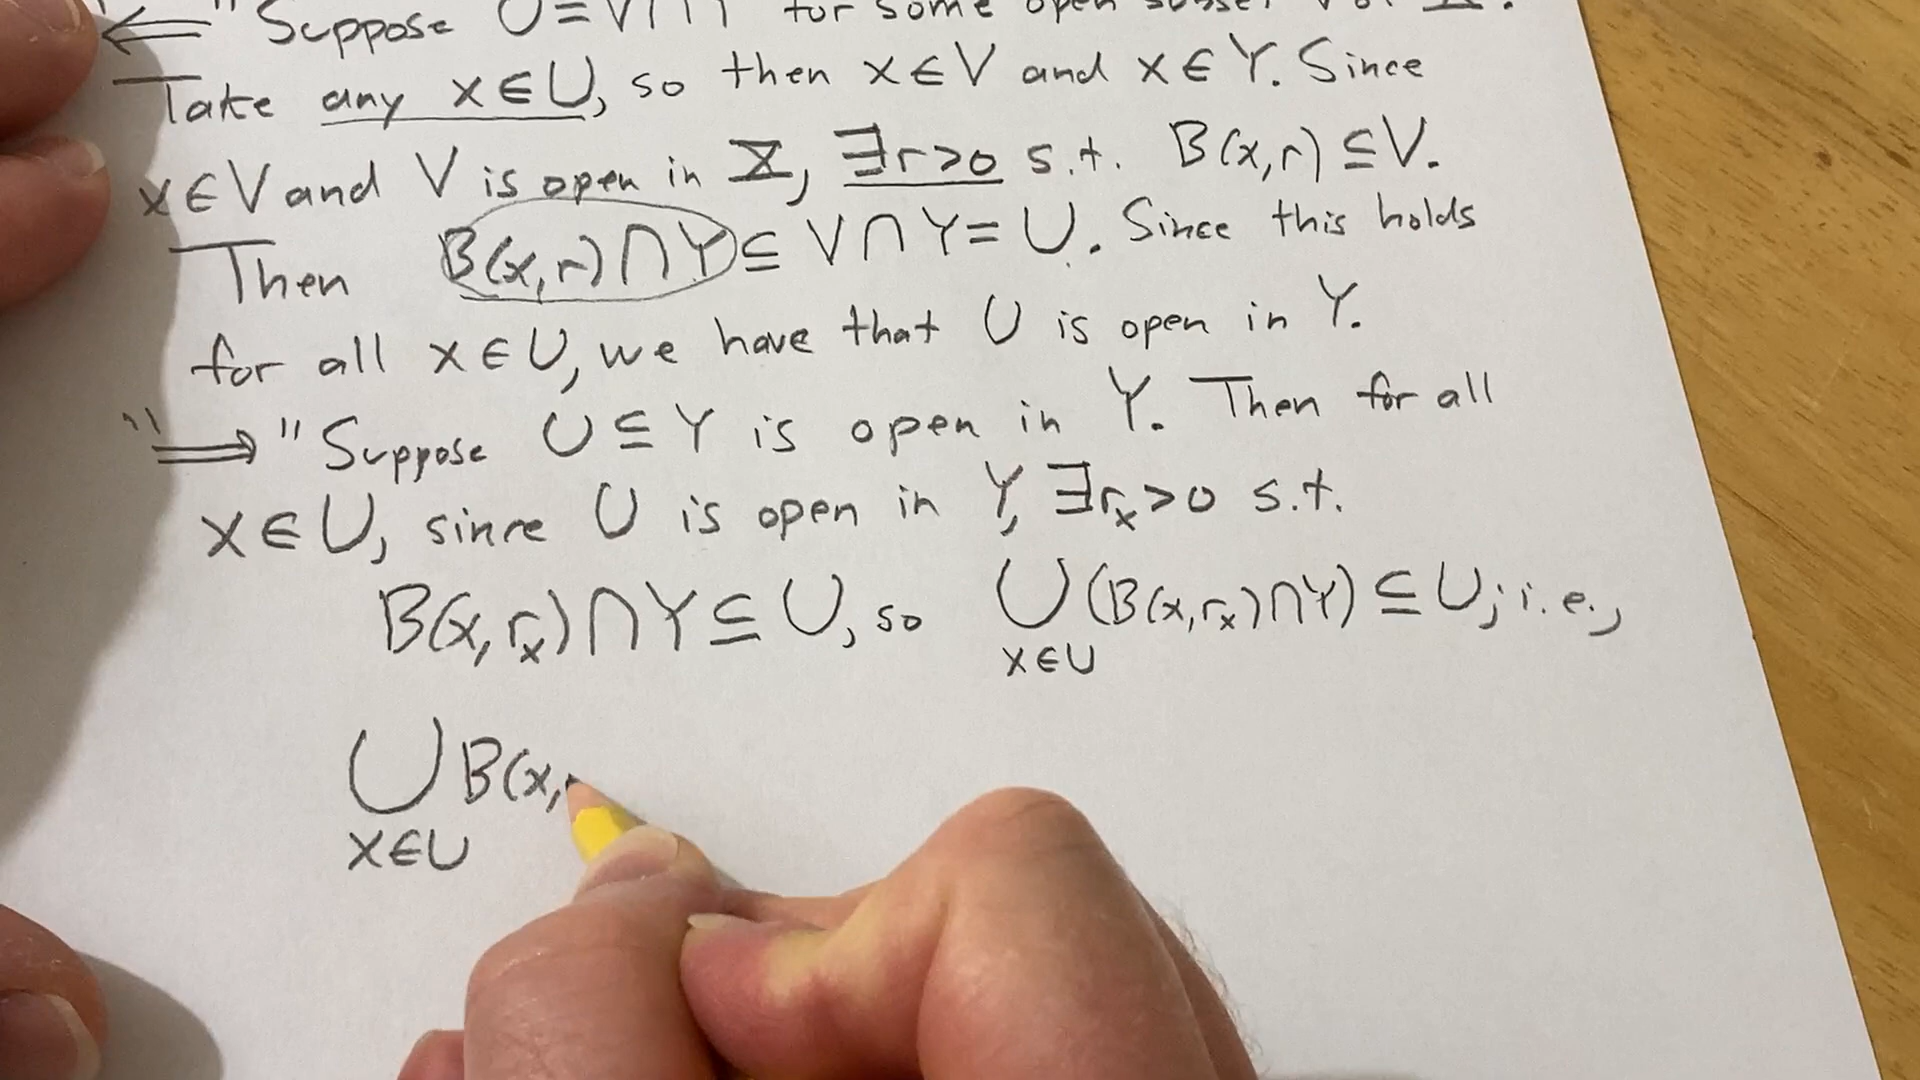 "⟸" Suppose U=V∩Y for some open subset V of X.
Take any x∈U, so then x∈V and x∈Y. Since
x∈V and V is open in X, ∃r>0 s.t. B(x,r)⊆V.
Then B(x,r)∩Y⊆V∩Y=U. Since this holds
for all x∈U, we have that U is open in Y.
"⟹" Suppose U⊆Y is open in Y. Then for all
x∈U, since U is open in Y, ∃rₓ>0 s.t.
B(x,rₓ)∩Y⊆U, so ⋃(B(x,rₓ)∩Y)⊆U; i.e.,
x∈U
⋃B(x,
x∈U